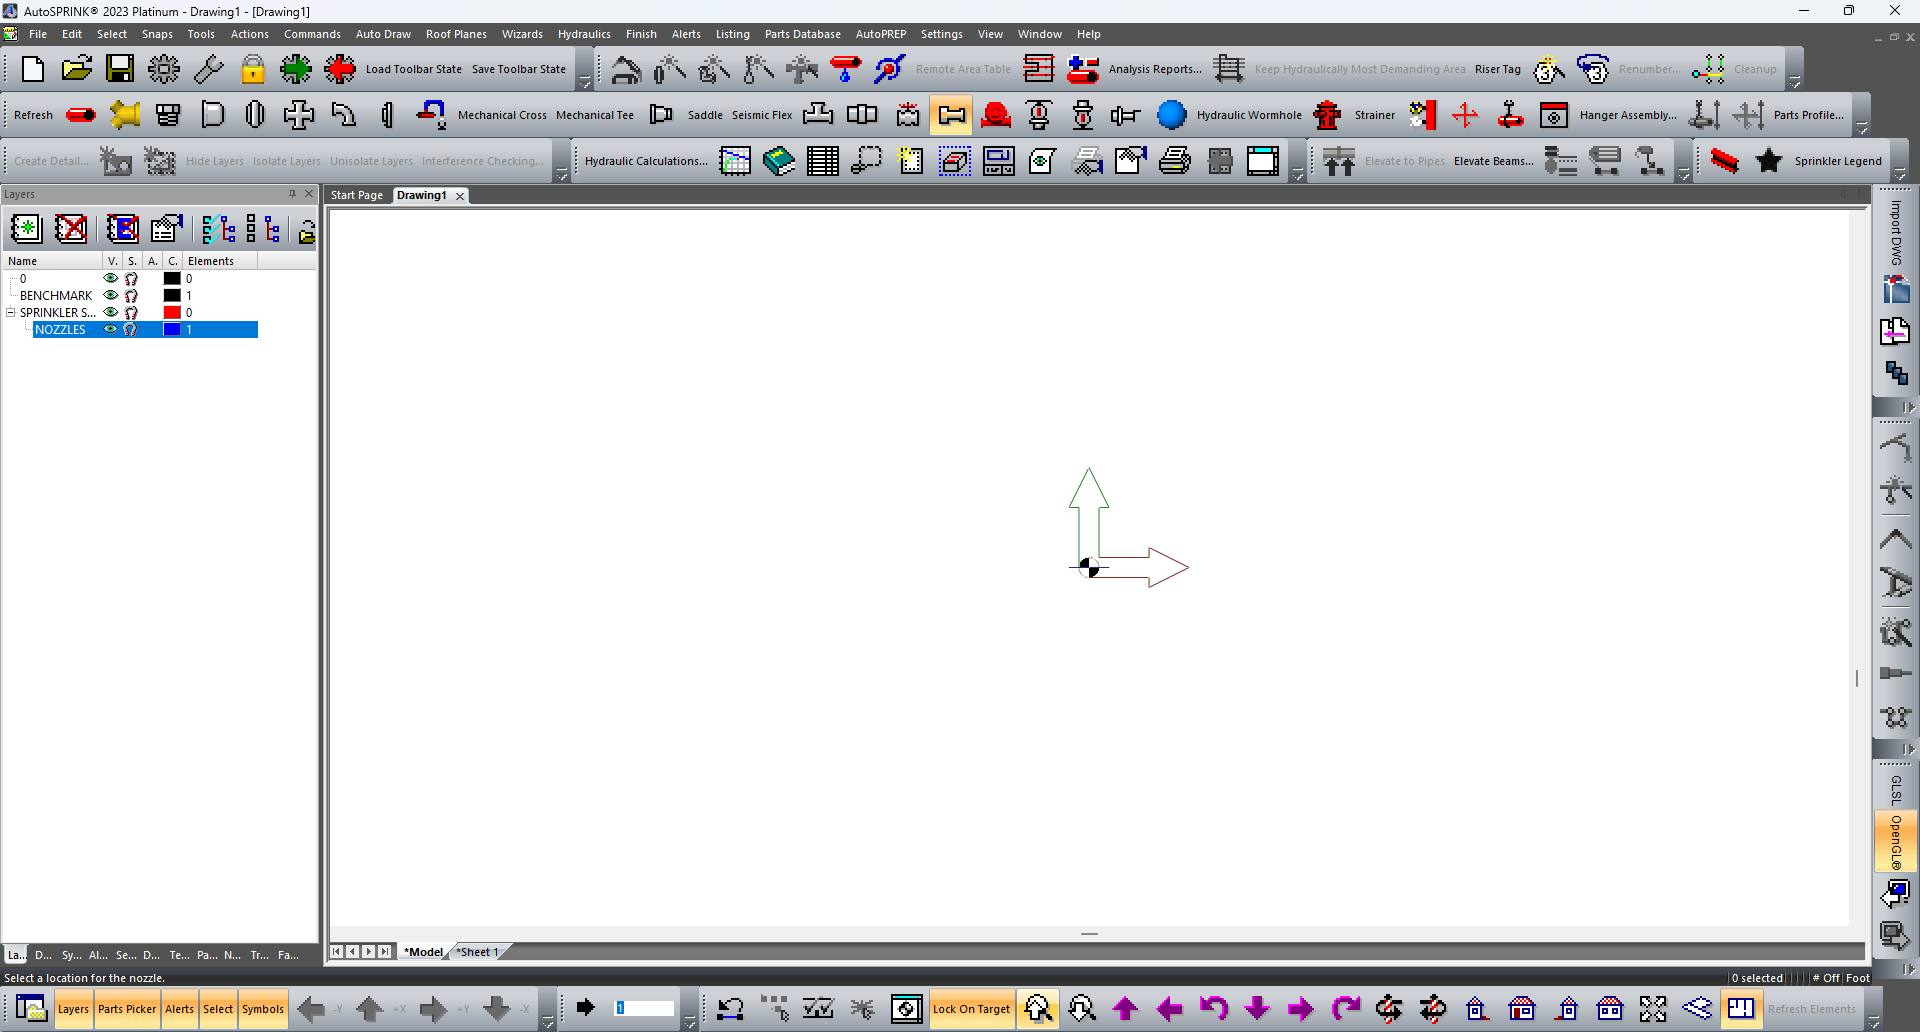 AutoSPRINK® 2023 Platinum - Drawing1 - [Drawing1]
File Edit Select Snaps Tools Actions Commands Auto Draw Roof Planes Wizards Hydraulics Finish Alerts Listing Parts Database AutoPREP Settings View Window Help
Load Toolbar State Save Toolbar State Remote Area Table Analysis Reports... Keep Hydraulically Most Demanding Area Riser Tag Renumber... Cleanup
Refresh Mechanical Cross Mechanical Tee Saddle Seismic Flex Hydraulic Wormhole Strainer Hanger Assembly... Parts Profile...
Create Detail... Hide Layers Isolate Layers Unisolate Layers Interference Checking... Hydraulic Calculations... Elevate to Pipes Elevate Beams... Sprinkler Legend
Layers
Start Page Drawing1
Name V. S. A. C. Elements
0 0
BENCHMARK 1
SPRINKLER S... 0
NOZZLES 1
Import DWG
GLSL
OpenGL®
La... D... Sy... Al... Se... D... Te... Pa... N... Tr... Fa...
*Model *Sheet 1
Select a location for the nozzle.
0 selected # Off Foot
Layers Parts Picker Alerts Select Symbols -Y +X +Y -X 1 Lock On Target Refresh Elements